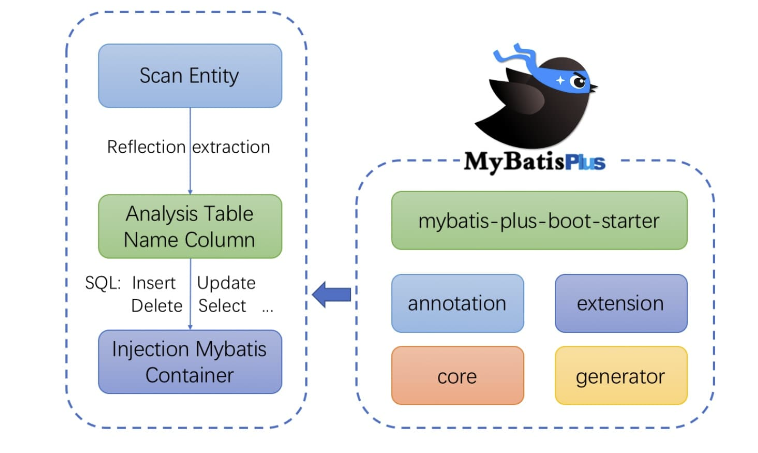 Scan Entity
Reflection extraction
Analysis Table
Name Column
SQL: Insert Update
Delete Select ...
Injection Mybatis
Container
MyBatisPlus
mybatis-plus-boot-starter
annotation
extension
core
generator